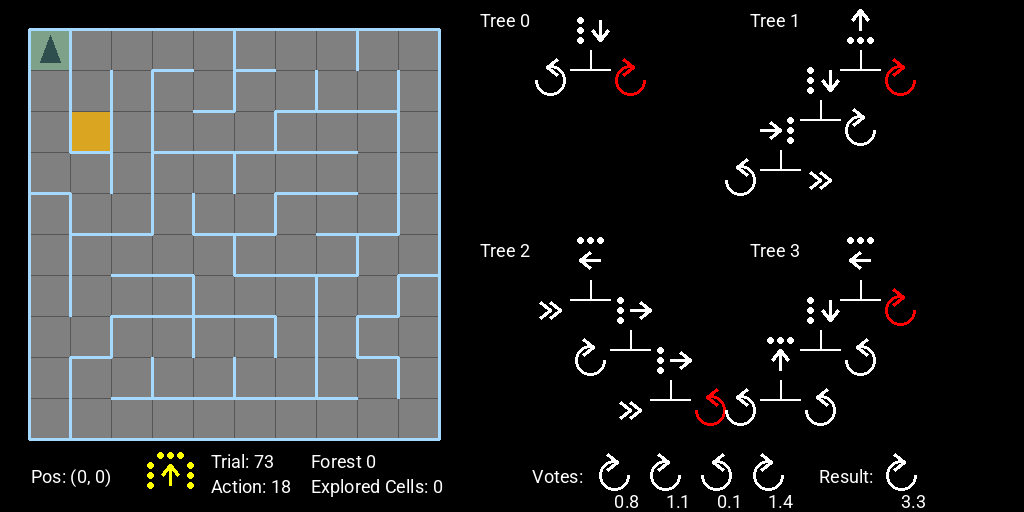 Tree 0
Tree 1
Tree 2
Tree 3
Pos: (0, 0)
Trial: 73
Forest 0
Action: 18
Explored Cells: 0
Votes:
0.8
1.1
0.1
1.4
Result:
3.3